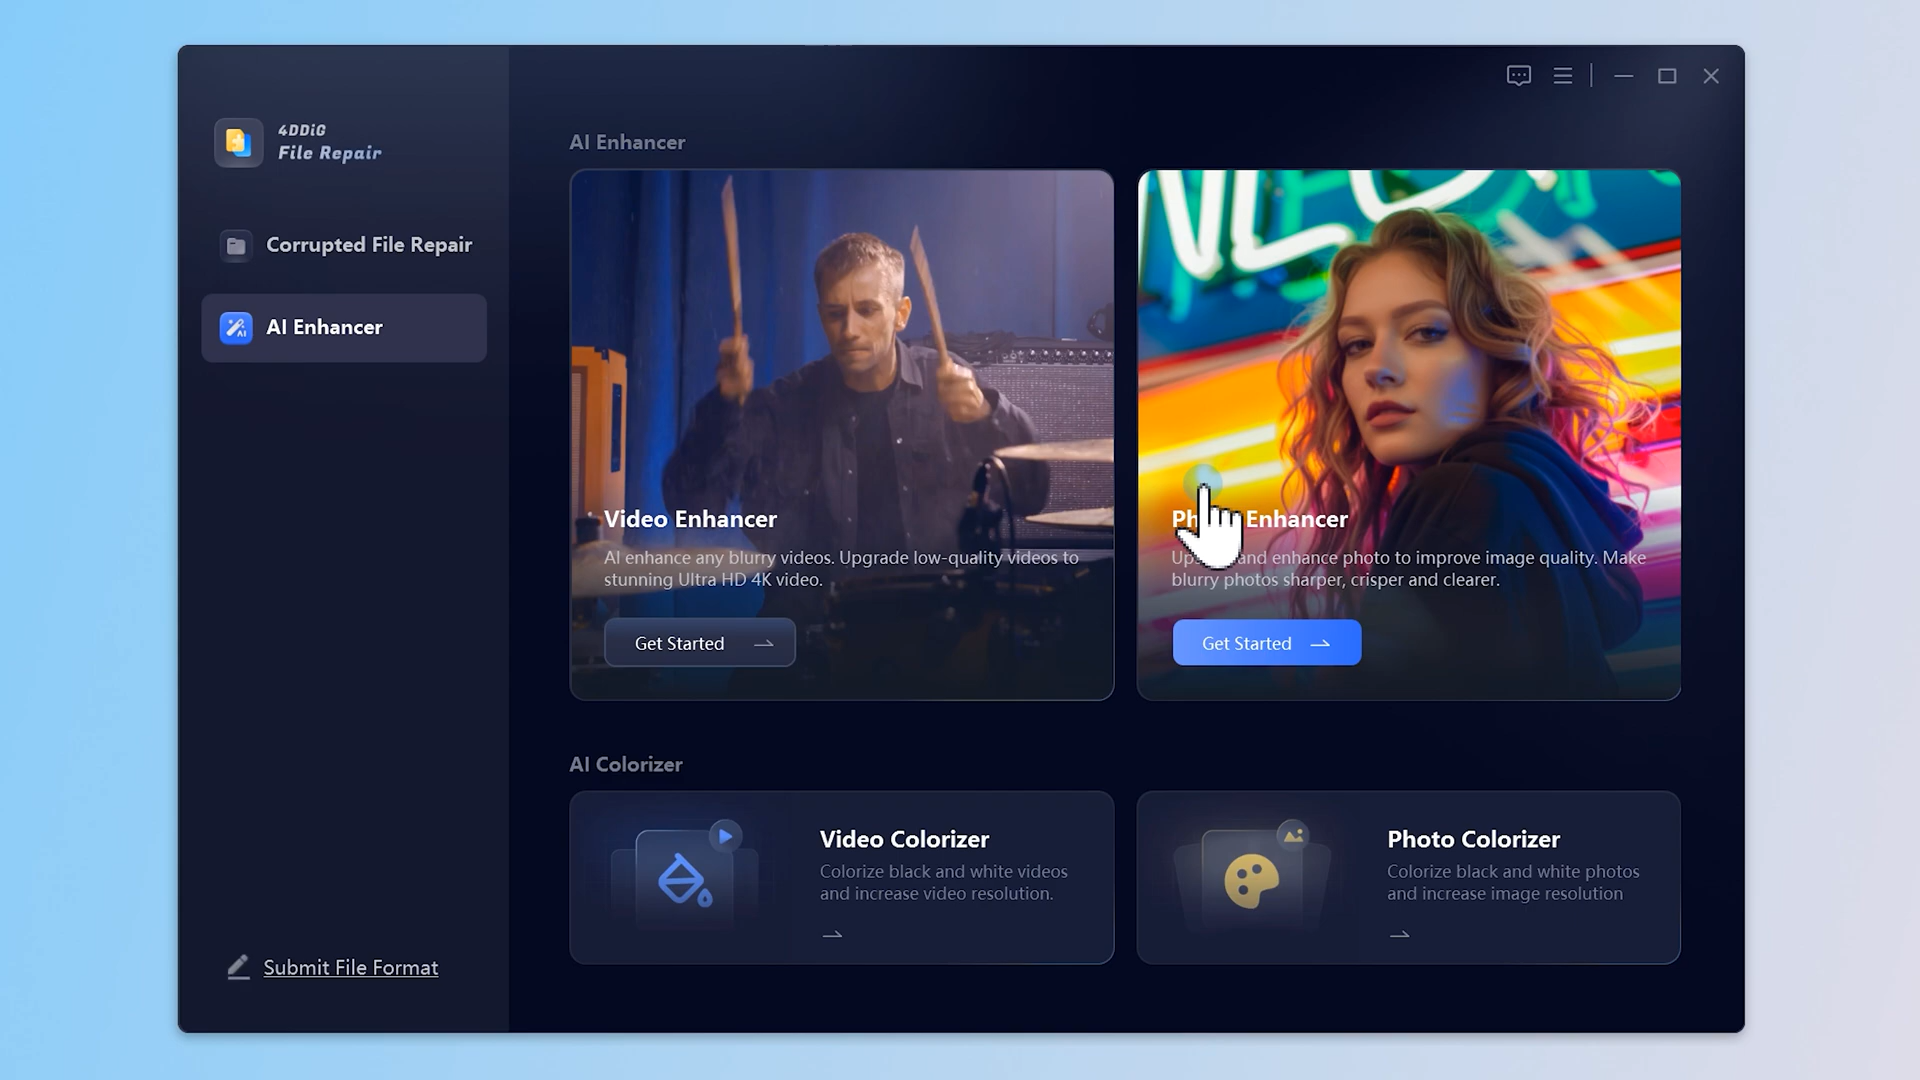 4DDiG
File Repair
Corrupted File Repair
AI Enhancer
Submit File Format
AI Enhancer
Video Enhancer
AI enhance any blurry videos. Upgrade low-quality videos to
stunning Ultra HD 4K video.
Get Started
Enhancer
and enhance photo to improve image quality. Make
blurry photos sharper, crisper and clearer.
Get Started
AI Colorizer
Video Colorizer
Colorize black and white videos
and increase video resolution.
Photo Colorizer
Colorize black and white photos
and increase image resolution